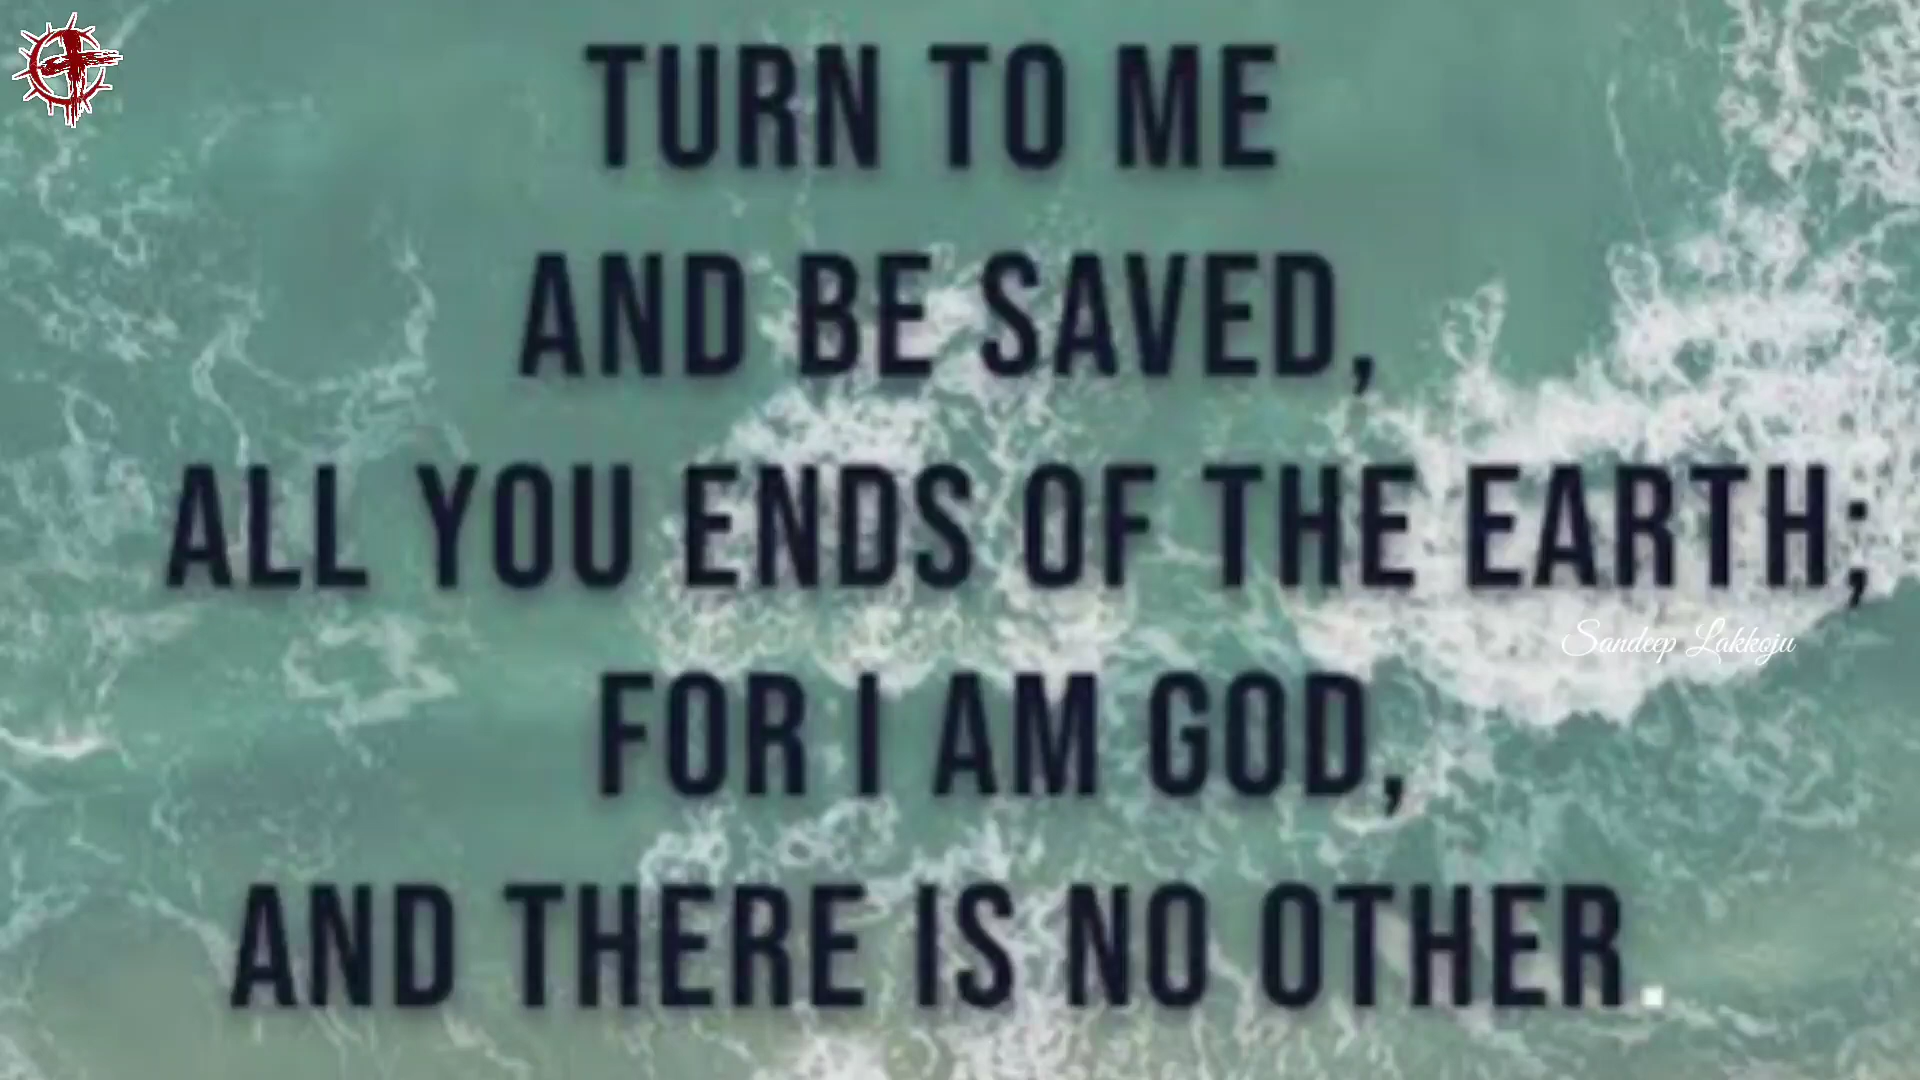 TURN TO ME
AND BE SAVED,
ALL YOU ENDS OF THE EARTH;
Sandeep Lakkoju
FOR I AM GOD,
AND THERE IS NO OTHER.